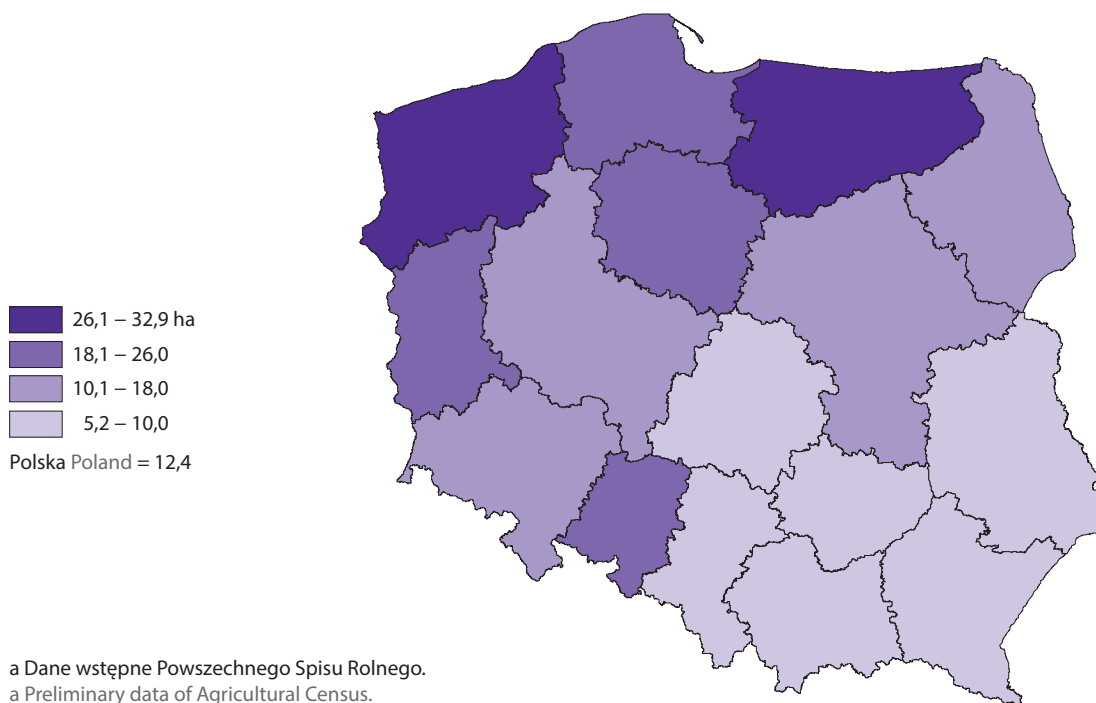 26,1 – 32,9 ha
18,1 – 26,0
10,1 – 18,0
5,2 – 10,0
Polska Poland = 12,4
a Dane wstępne Powszechnego Spisu Rolnego.
a Preliminary data of Agricultural Census.